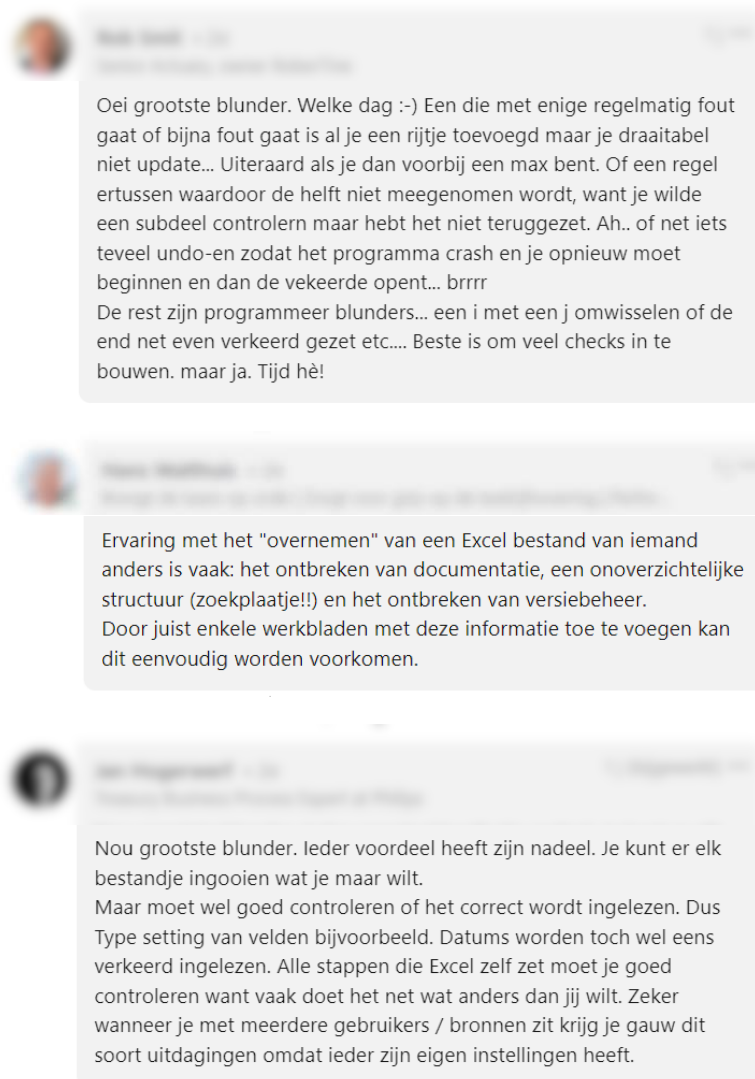 Oei grootste blunder. Welke dag :-) Een die met enige regelmatig fout
gaat of bijna fout gaat is al je een rijtje toevoegd maar je draaitabel
niet update... Uiteraard als je dan voorbij een max bent. Of een regel
ertussen waardoor de helft niet meegenomen wordt, want je wilde
een subdeel controlern maar hebt het niet teruggezet. Ah.. of net iets
teveel undo-en zodat het programma crash en je opnieuw moet
beginnen en dan de vekeerde opent... brrrr
De rest zijn programmeer blunders... een i met een j omwisselen of de
end net even verkeerd gezet etc.... Beste is om veel checks in te
bouwen. maar ja. Tijd hè!
Ervaring met het "overnemen" van een Excel bestand van iemand
anders is vaak: het ontbreken van documentatie, een onoverzichtelijke
structuur (zoekplaatje!!) en het ontbreken van versiebeheer.
Door juist enkele werkbladen met deze informatie toe te voegen kan
dit eenvoudig worden voorkomen.
Nou grootste blunder. Ieder voordeel heeft zijn nadeel. Je kunt er elk
bestandje ingooien wat je maar wilt.
Maar moet wel goed controleren of het correct wordt ingelezen. Dus
Type setting van velden bijvoorbeeld. Datums worden toch wel eens
verkeerd ingelezen. Alle stappen die Excel zelf zet moet je goed
controleren want vaak doet het net wat anders dan jij wilt. Zeker
wanneer je met meerdere gebruikers / bronnen zit krijg je gauw dit
soort uitdagingen omdat ieder zijn eigen instellingen heeft.